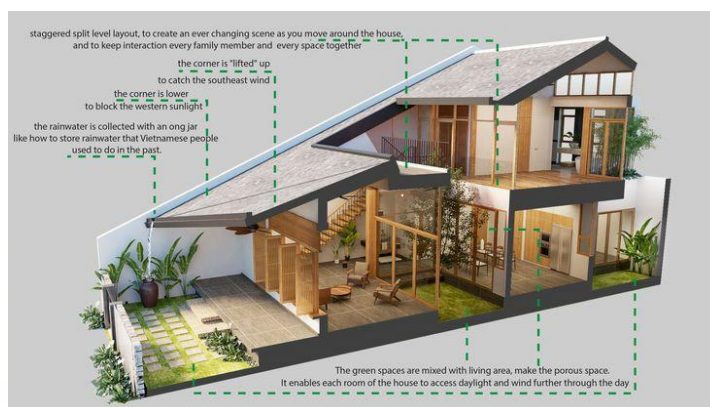 staggered split level layout, to create an ever changing scene as you move around the house,
and to keep interaction every family member and every space together
the corner is "lifted" up
to catch the southeast wind
the corner is lower
to block the western sunlight
the rainwater is collected with an ong jar
like how to store rainwater that Vietnamese people
used to do in the past.
The green spaces are mixed with living area, make the porous space.
It enables each room of the house to access daylight and wind further through the day